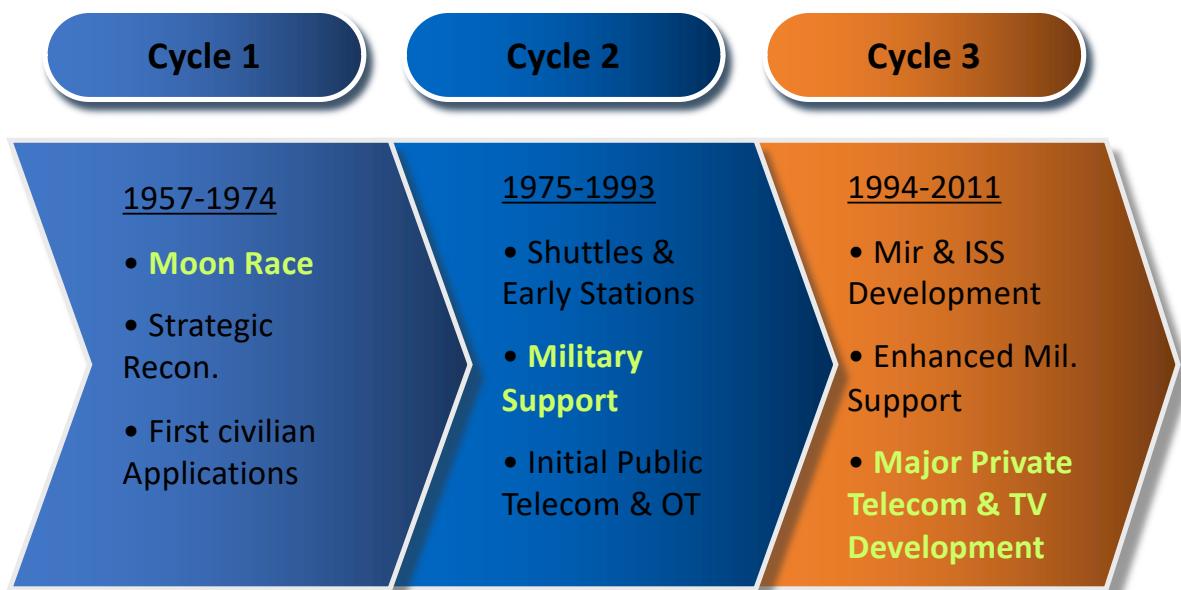 Cycle 1
Cycle 2
Cycle 3
1957-1974
• Moon Race
• Strategic
Recon.
• First civilian
Applications
1975-1993
• Shuttles &
Early Stations
• Military
Support
• Initial Public
Telecom & OT
1994-2011
• Mir & ISS
Development
• Enhanced Mil.
Support
• Major Private
Telecom & TV
Development